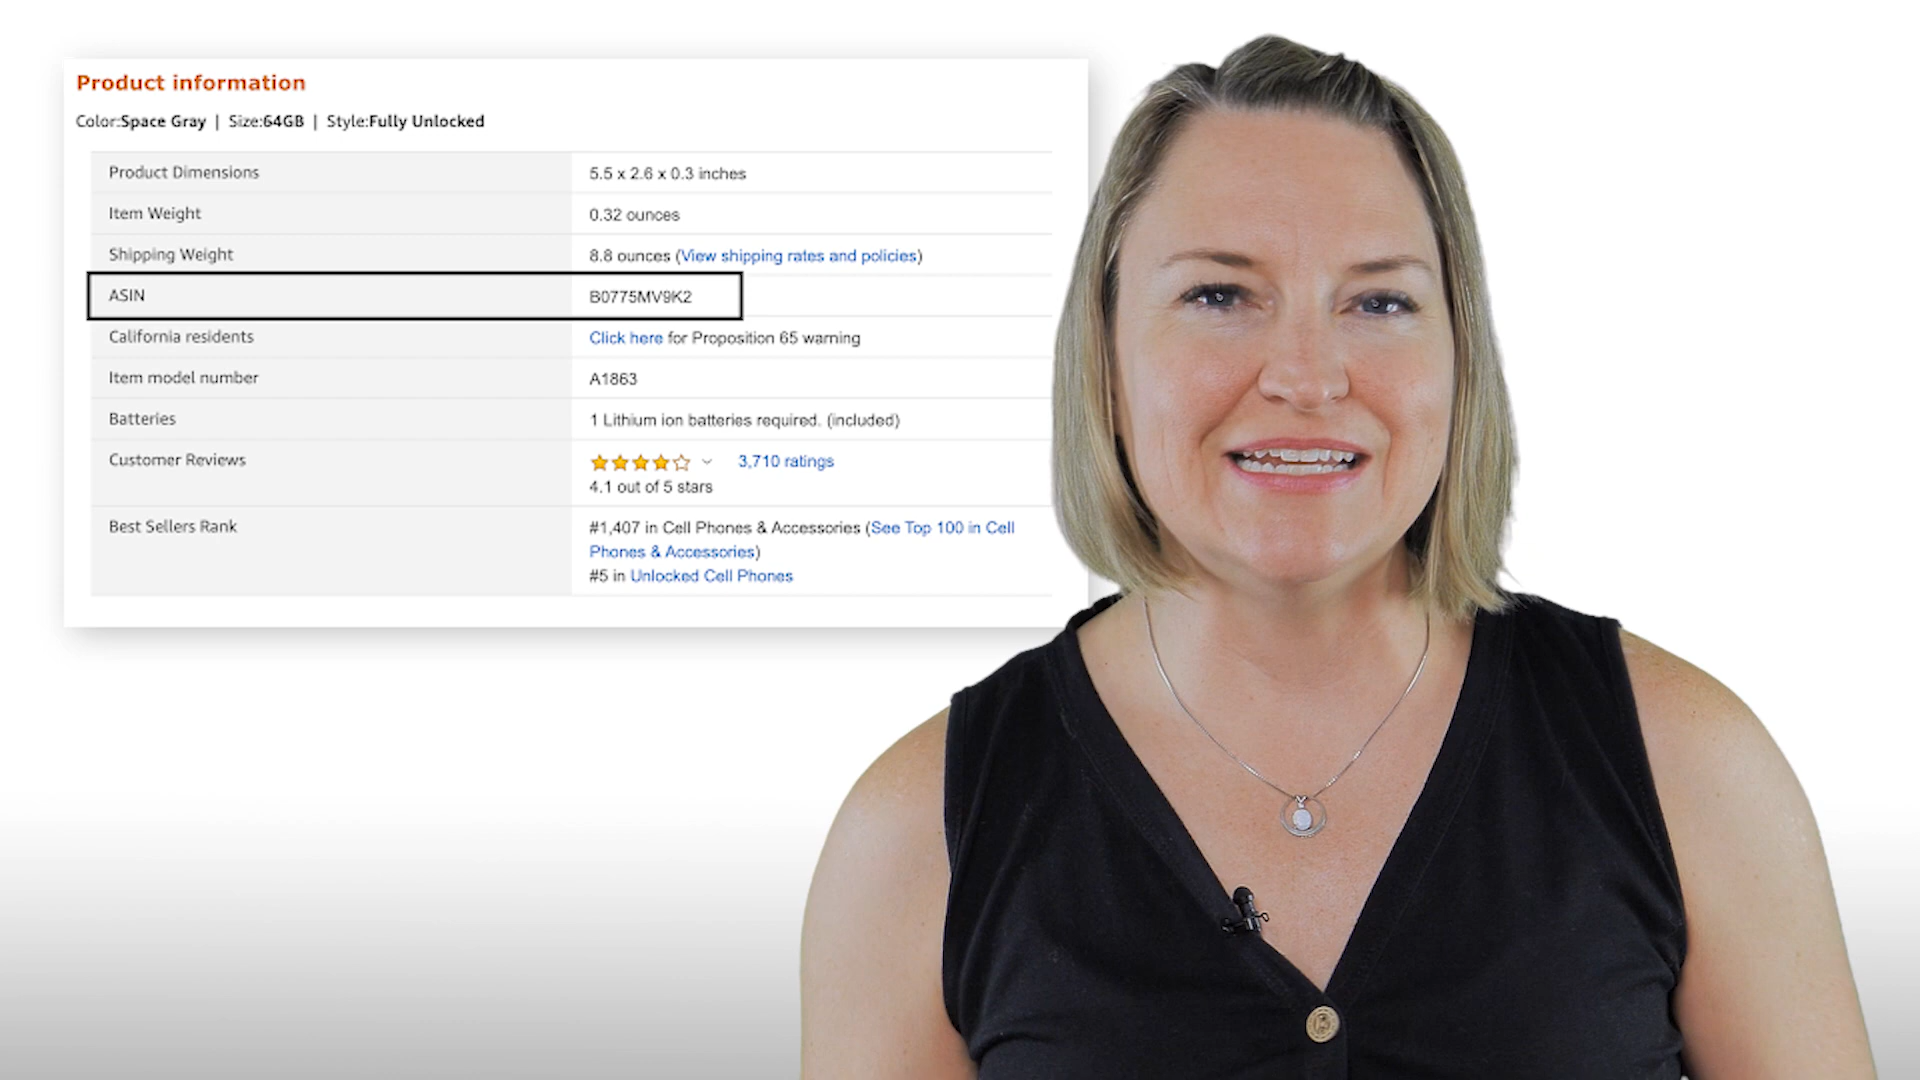 Product information
Color:Space Gray | Size:64GB | Style:Fully Unlocked
Product Dimensions 5.5 x 2.6 x 0.3 inches
Item Weight 0.32 ounces
Shipping Weight 8.8 ounces (View shipping rates and policies)
ASIN B0775MV9K2
California residents Click here for Proposition 65 warning
Item model number A1863
Batteries 1 Lithium ion batteries required. (included)
Customer Reviews 3,710 ratings
4.1 out of 5 stars
Best Sellers Rank #1,407 in Cell Phones & Accessories (See Top 100 in Cell
Phones & Accessories)
#5 in Unlocked Cell Phones